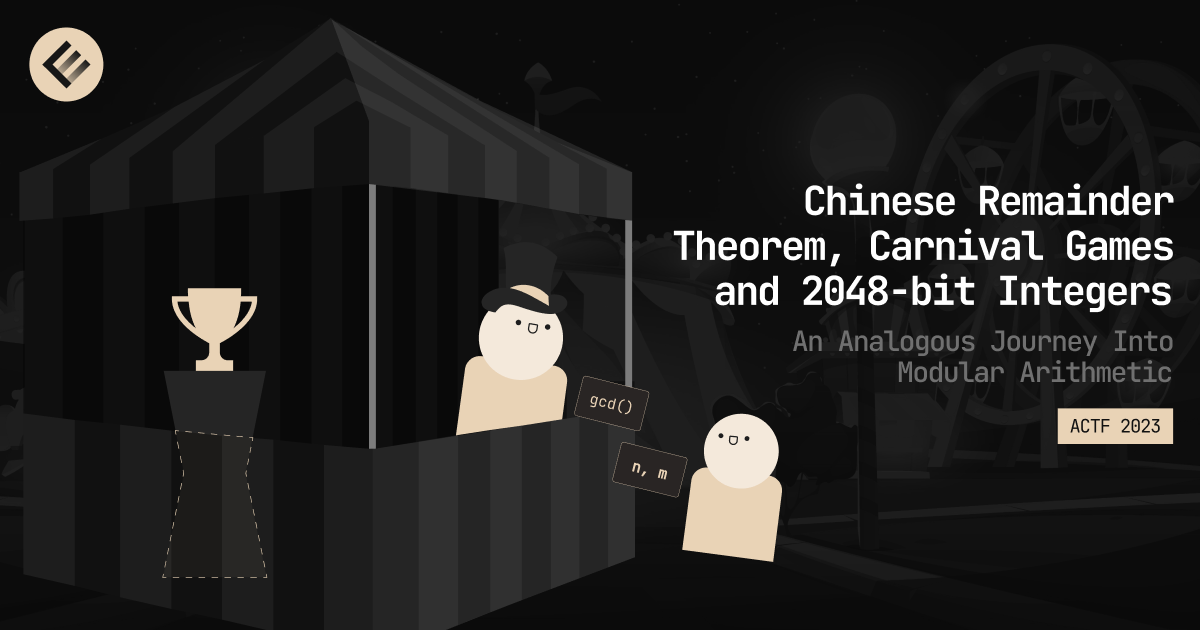 Chinese Remainder
Theorem, Carnival Games
and 2048-bit Integers
An Analogous Journey Into
Modular Arithmetic
ACTF 2023
gcd()
n, m